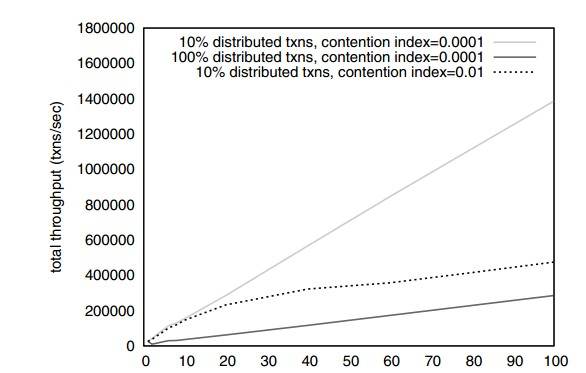 1800000
1600000
1400000
1200000
1000000
800000
600000
400000
200000
0
total throughput (txns/sec)
10% distributed txns, contention index=0.0001
100% distributed txns, contention index=0.0001
10% distributed txns, contention index=0.01
0 10 20 30 40 50 60 70 80 90 100